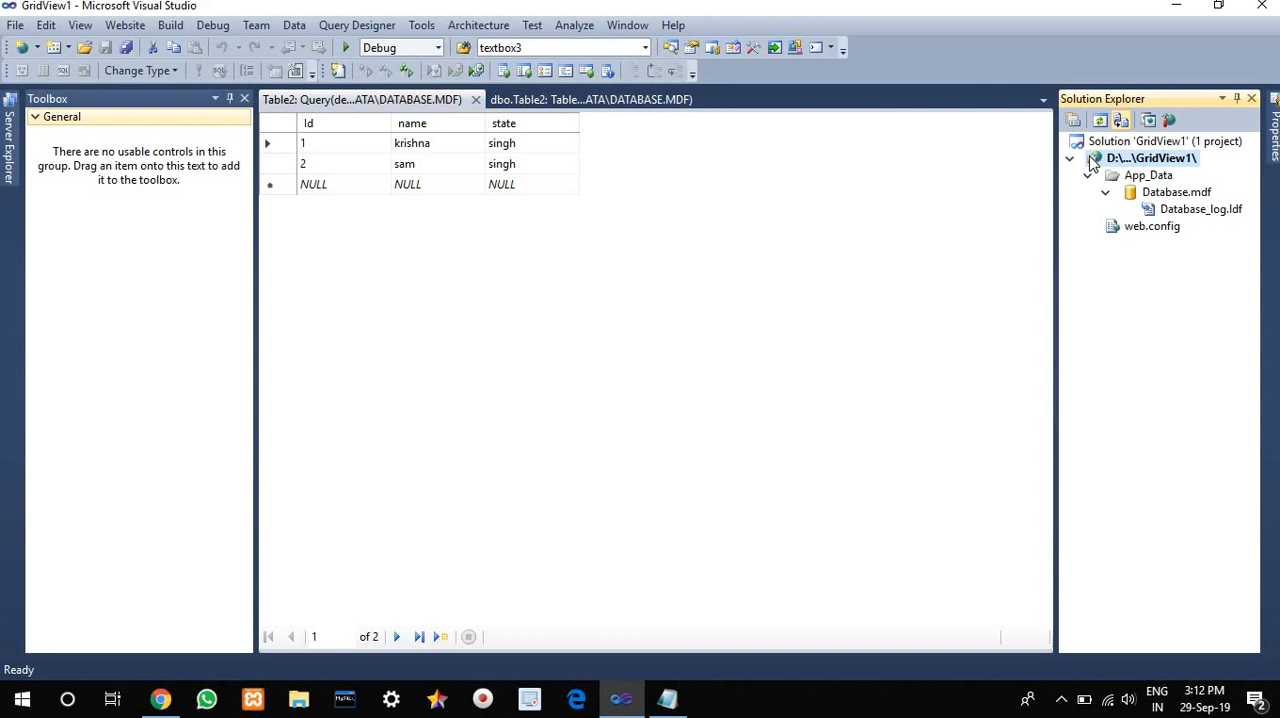 GridView1 - Microsoft Visual Studio
File Edit View Website Build Debug Team Data Query Designer Tools Architecture Test Analyze Window Help
Debug textbox3
Change Type
Toolbox
General
There are no usable controls in this
group. Drag an item onto this text to add
it to the toolbox.
Server Explorer
Table2: Query(de...ATA\DATABASE.MDF) dbo.Table2: Table...ATA\DATABASE.MDF)
Id name state
1 krishna singh
2 sam singh
NULL NULL NULL
1 of 2
Solution Explorer
Solution 'GridView1' (1 project)
D:\...\GridView1\
App_Data
Database.mdf
Database_log.ldf
web.config
Properties
Ready
ENG
IN
3:12 PM
29-Sep-19
2